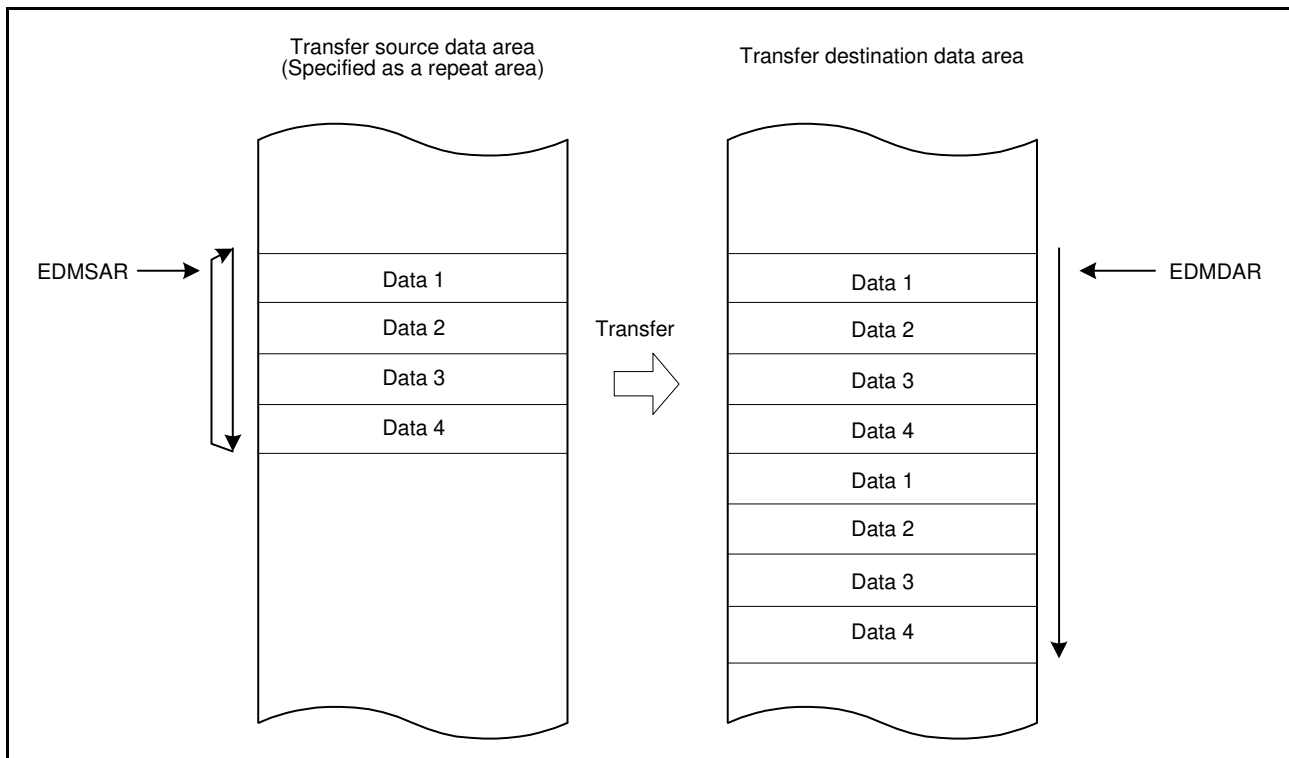 Transfer source data area
(Specified as a repeat area)
Transfer destination data area
EDMSAR
Data 1
Data 2
Data 3
Data 4
Transfer
Data 1
Data 2
Data 3
Data 4
Data 1
Data 2
Data 3
Data 4
EDMDAR